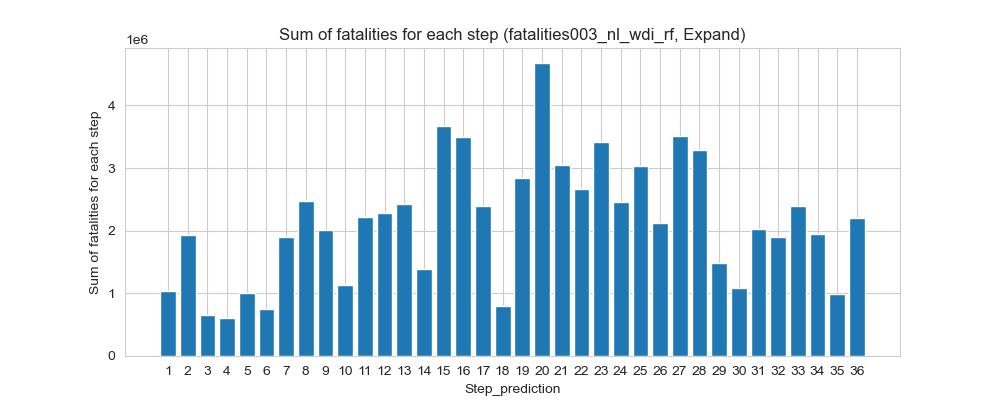 Sum of fatalities for each step (fatalities003_nl_wdi_rf, Expand)
1e6
Sum of fatalities for each step
4
3
2
1
0
1 2 3 4 5 6 7 8 9 10 11 12 13 14 15 16 17 18 19 20 21 22 23 24 25 26 27 28 29 30 31 32 33 34 35 36
Step_prediction